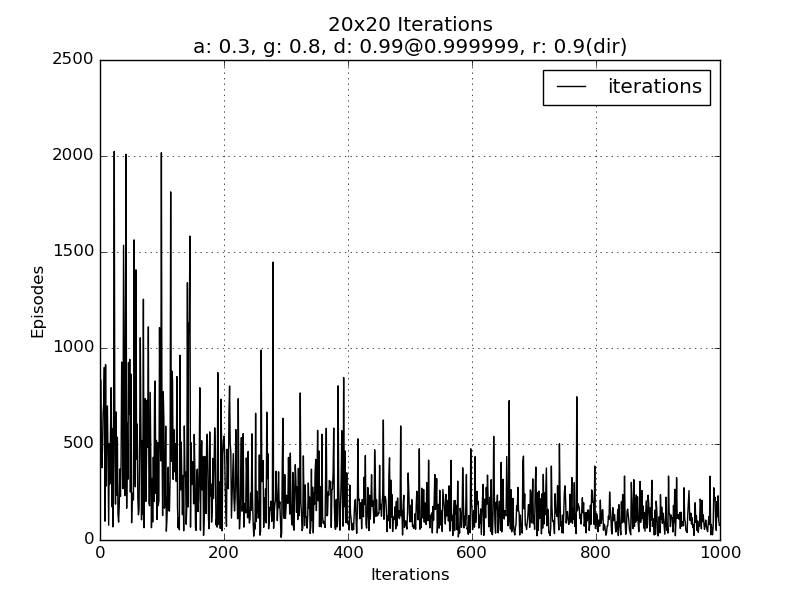 20x20 Iterations
a: 0.3, g: 0.8, d: 0.99@0.999999, r: 0.9(dir)
2500
iterations
2000
1500
Episodes
1000
500
0
0 200 400 600 800 1000
Iterations